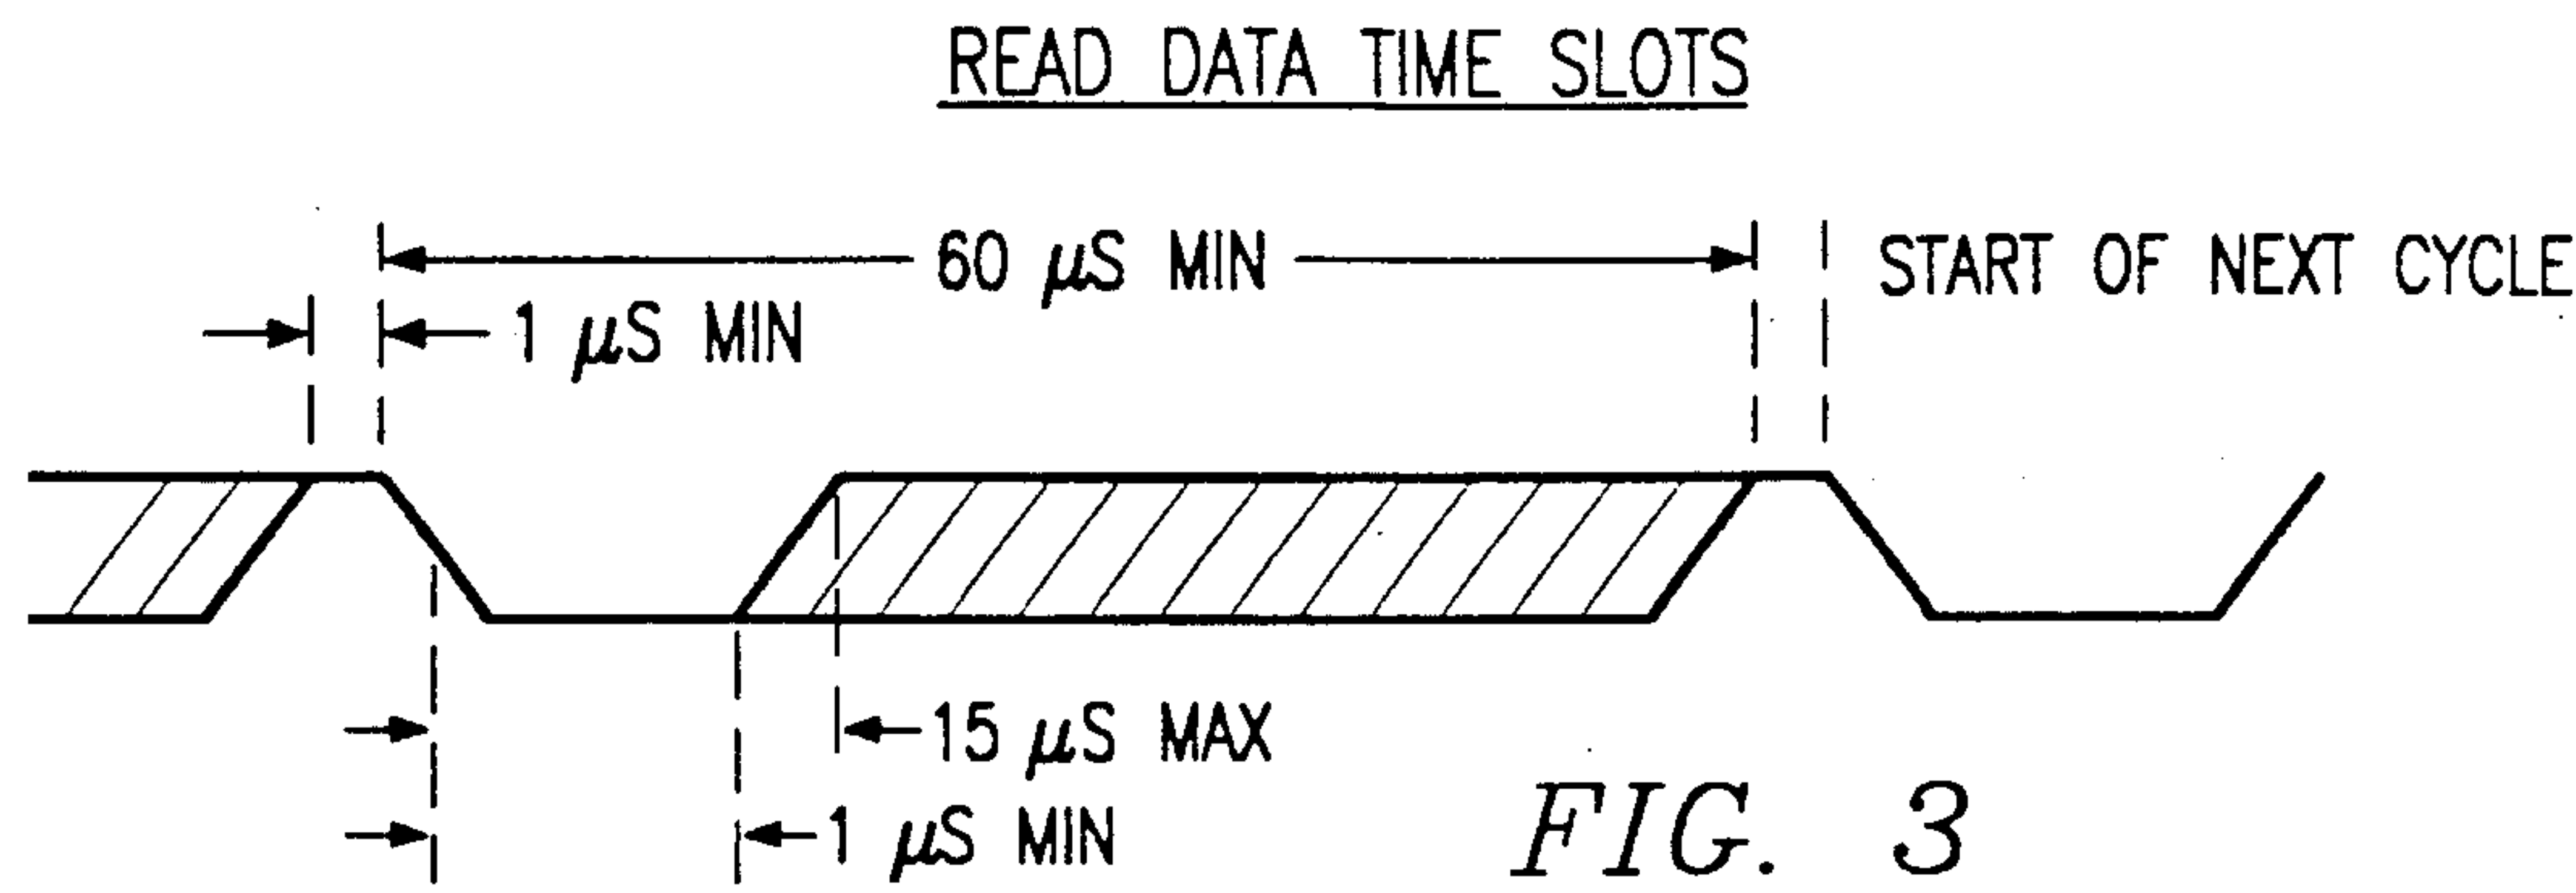 READ DATA TIME SLOTS
60 μS MIN
START OF NEXT CYCLE
1 μS MIN
15 μS MAX
1 μS MIN
FIG. 3